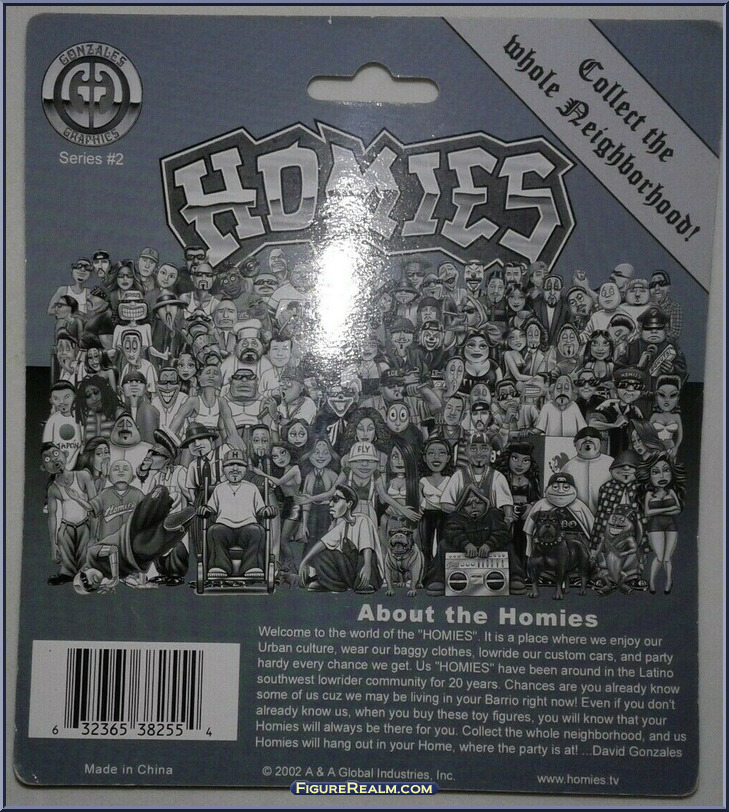 GONZALES
GRAPHICS
Series #2
Collect the
whole Neighborhood!
HOMIES
JAPON
FLY
H
Homies
About the Homies
Welcome to the world of the "HOMIES". It is a place where we enjoy our
Urban culture, wear our baggy clothes, lowride our custom cars, and party
hardy every chance we get. Us "HOMIES" have been around in the Latino
southwest lowrider community for 20 years. Chances are you already know
some of us cuz we may be living in your Barrio right now! Even if you don't
already know us, when you buy these toy figures, you will know that your
Homies will always be there for you. Collect the whole neighborhood, and us
Homies will hang out in your Home, where the party is at! ...David Gonzales
6 32365 38255 4
Made in China
© 2002 A & A Global Industries, Inc.
www.homies.tv
FigureRealm.com